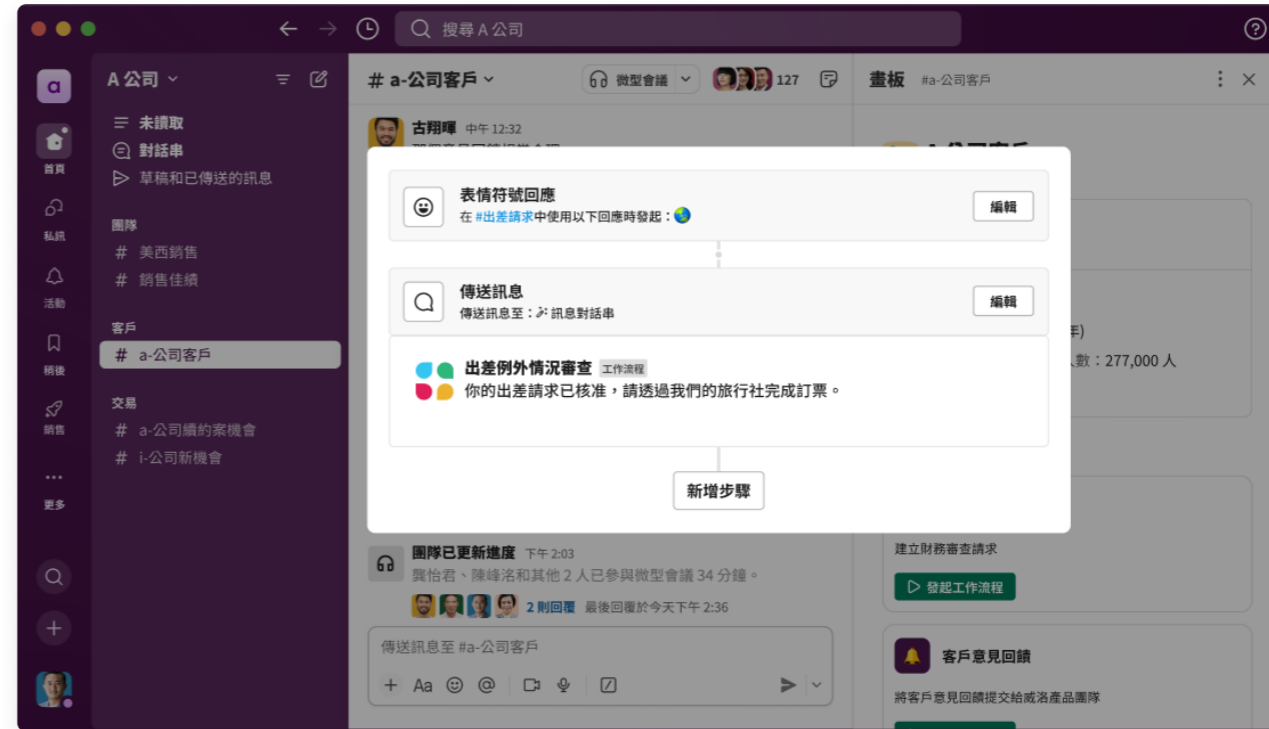 搜尋 A 公司
a
首頁
私訊
活動
稍後
銷售
更多
A 公司
未讀取
對話串
草稿和已傳送的訊息
團隊
# 美西銷售
# 銷售佳績
客戶
# a-公司客戶
交易
# a-公司續約案機會
# i-公司新機會
# a-公司客戶
微型會議
127
古翔暉 中午 12:32
表情符號回應
在 #出差請求中使用以下回應時發起：
編輯
傳送訊息
傳送訊息至： 訊息對話串
編輯
出差例外情況審查 工作流程
你的出差請求已核准，請透過我們的旅行社完成訂票。
新增步驟
團隊已更新進度 下午 2:03
龔怡君、陳峰洺和其他 2 人已參與微型會議 34 分鐘。
2 則回覆 最後回覆於今天下午 2:36
傳送訊息至 #a-公司客戶
Aa
畫板 #a-公司客戶
年)
人數：277,000 人
建立財務審查請求
發起工作流程
客戶意見回饋
將客戶意見回饋提交給威洛產品團隊